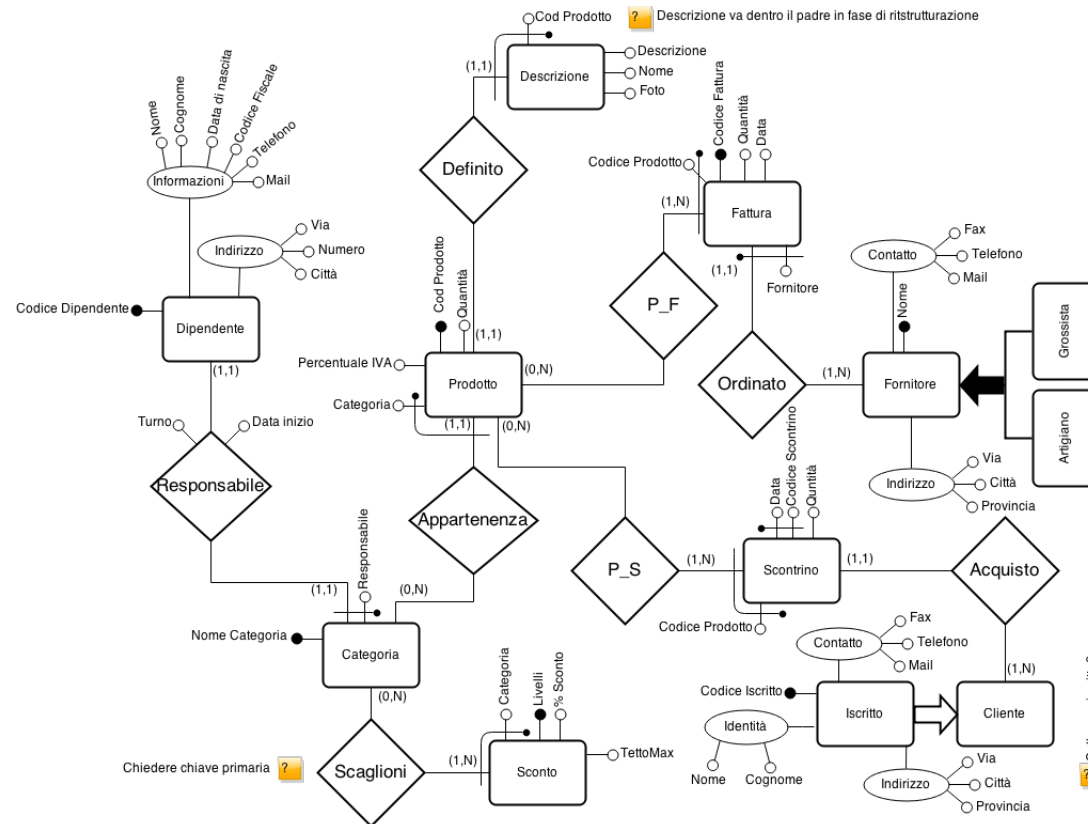 Cod Prodotto
? Descrizione va dentro il padre in fase di ritstrutturazione
(1,1)
Descrizione
Descrizione
Nome
Foto
Nome
Cognome
Data di nascita
Codice Fiscale
Telefono
Mail
Informazioni
Definito
Codice Fattura
Quantità
Data
Codice Prodotto
(1,N)
Fattura
(1,1)
Fornitore
Indirizzo
Via
Numero
Città
Codice Dipendente
Dipendente
(1,1)
Cod Prodotto
Quantità
(1,1)
Percentuale IVA
Prodotto
(0,N)
Categoria
(1,1)
(0,N)
P_F
Ordinato
(1,N)
Contatto
Fax
Telefono
Mail
Nome
Fornitore
Grossista
Artigiano
Indirizzo
Via
Città
Provincia
Turno
Data inizio
Responsabile
Appartenenza
P_S
(1,N)
Data
Codice Scontrino
Quntità
Scontrino
(1,1)
Codice Prodotto
Acquisto
(1,N)
Responsabile
(1,1)
(0,N)
Nome Categoria
Categoria
(0,N)
Contatto
Fax
Telefono
Mail
Codice Iscritto
Iscritto
Cliente
Identità
Nome
Cognome
Indirizzo
Via
Città
Provincia
Categoria
Livelli
% Sconto
(1,N)
Sconto
TettoMax
Chiedere chiave primaria ?
Scaglioni
?